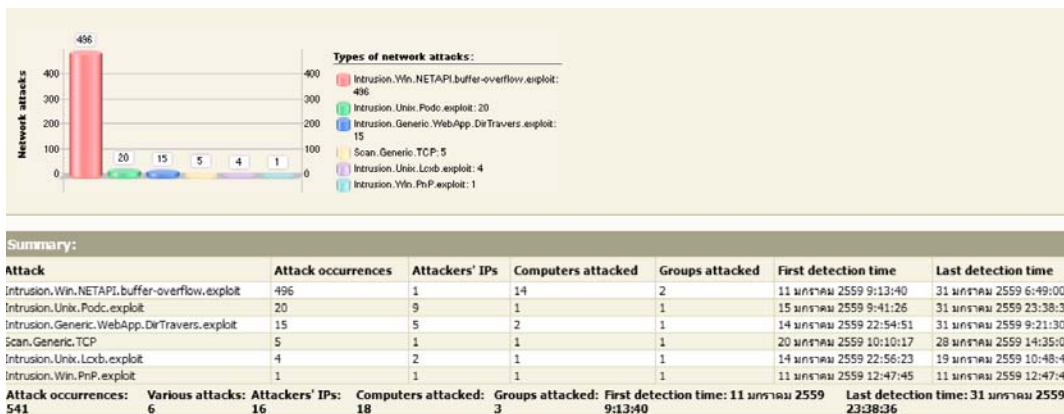 496
20
15
5
4
1
Network attacks
400
300
200
100
0
400
300
200
100
0
Types of network attacks:
Intrusion.Win.NETAPI.buffer-overflow.exploit:
496
Intrusion.Unix.Podc.exploit: 20
Intrusion.Generic.WebApp.DirTravers.exploit:
15
Scan.Generic.TCP: 5
Intrusion.Unix.Lcxb.exploit: 4
Intrusion.Win.PnP.exploit: 1
Summary:
Attack Attack occurrences Attackers' IPs Computers attacked Groups attacked First detection time Last detection time
Intrusion.Win.NETAPI.buffer-overflow.exploit 496 1 14 2 11 มกราคม 2559 9:13:40 31 มกราคม 2559 6:49:00
Intrusion.Unix.Podc.exploit 20 9 1 1 15 มกราคม 2559 9:41:26 31 มกราคม 2559 23:38:3
Intrusion.Generic.WebApp.DirTravers.exploit 15 5 2 1 14 มกราคม 2559 22:54:51 31 มกราคม 2559 9:21:30
Scan.Generic.TCP 5 1 1 1 20 มกราคม 2559 10:10:17 28 มกราคม 2559 14:35:0
Intrusion.Unix.Lcxb.exploit 4 2 1 1 14 มกราคม 2559 22:56:23 19 มกราคม 2559 10:48:4
Intrusion.Win.PnP.exploit 1 1 1 1 11 มกราคม 2559 12:47:45 11 มกราคม 2559 12:47:4
Attack occurrences: Various attacks: Attackers' IPs: Computers attacked: Groups attacked: First detection time: 11 มกราคม 2559 Last detection time: 31 มกราคม 2559
541 6 16 18 3 9:13:40 23:38:36